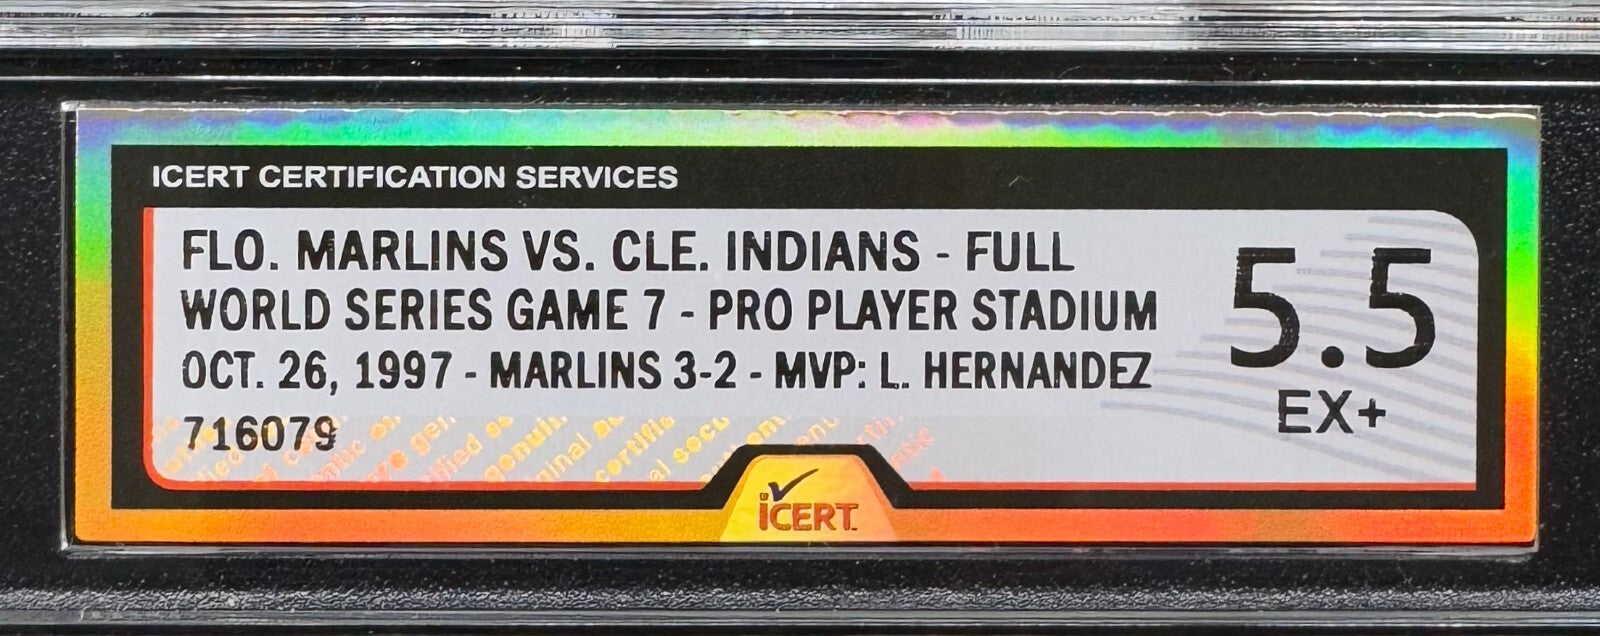 ICERT CERTIFICATION SERVICES
FLO. MARLINS VS. CLE. INDIANS - FULL
WORLD SERIES GAME 7 - PRO PLAYER STADIUM
OCT. 26, 1997 - MARLINS 3-2 - MVP: L. HERNANDEZ
716079
5.5
EX+
iCERT